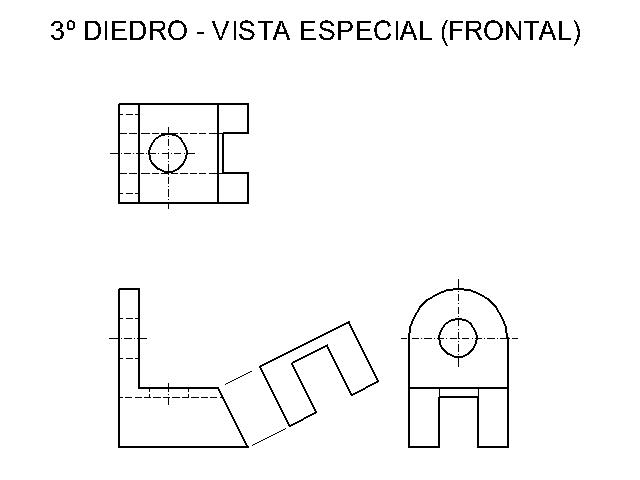 3º DIEDRO - VISTA ESPECIAL (FRONTAL)